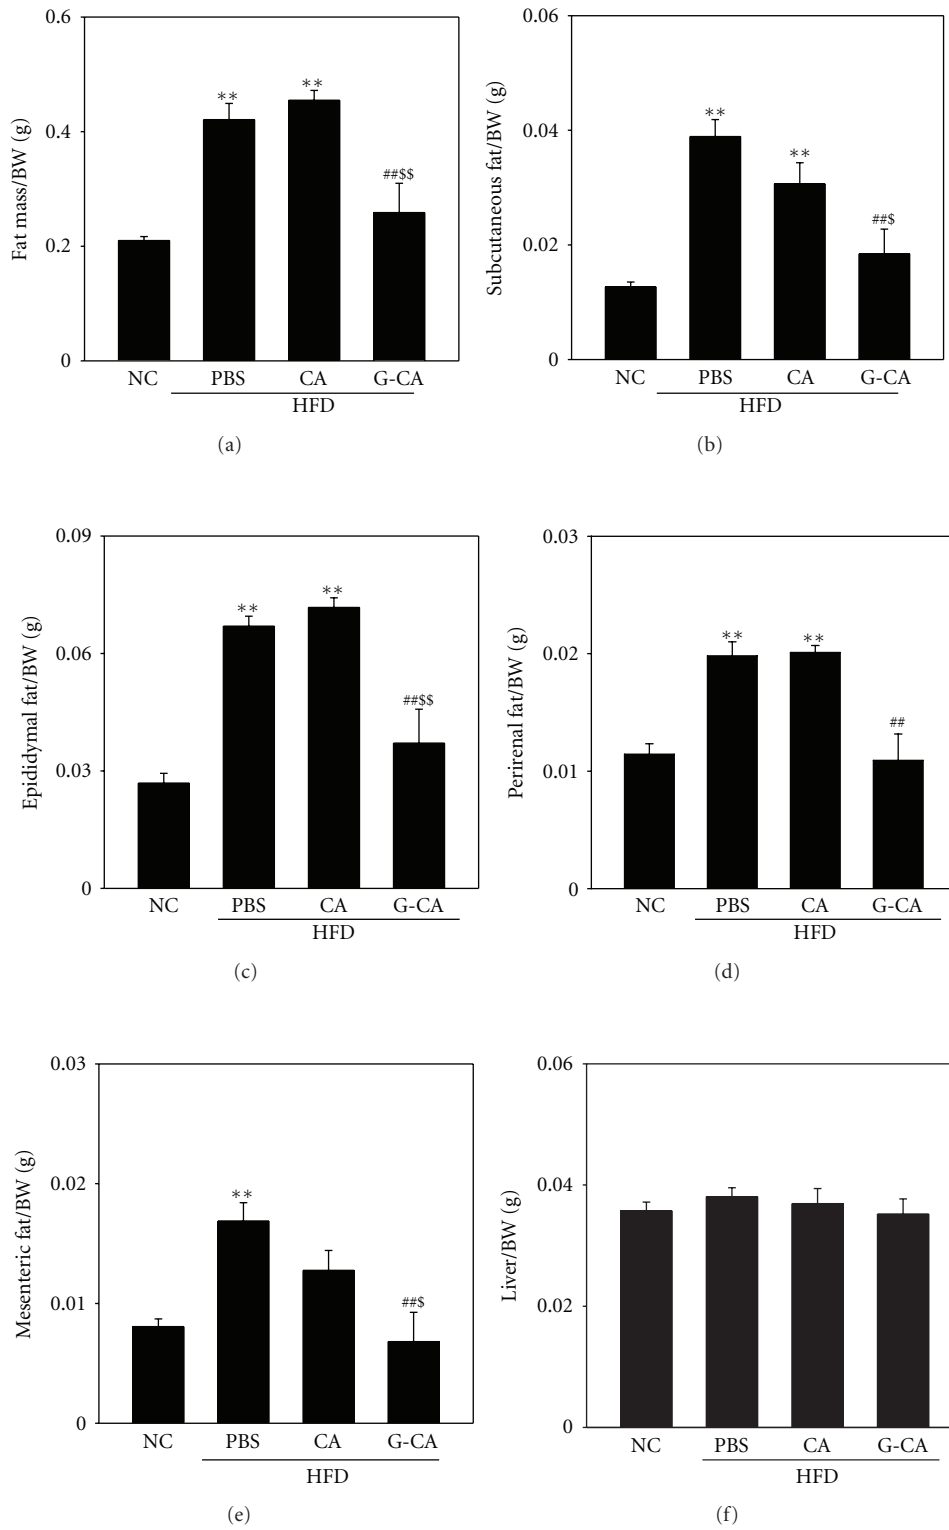 0.6
0.4
0.2
0
Fat mass/BW (g)
**
**
##$$
NC PBS CA G-CA
HFD
(a)
0.06
0.04
0.02
0
Subcutaneous fat/BW (g)
**
**
##$
NC PBS CA G-CA
HFD
(b)
0.09
0.06
0.03
0
Epididymal fat/BW (g)
**
**
##$$
NC PBS CA G-CA
HFD
(c)
0.03
0.02
0.01
0
Perirenal fat/BW (g)
**
**
##
NC PBS CA G-CA
HFD
(d)
0.03
0.02
0.01
0
Mesenteric fat/BW (g)
**
##$
NC PBS CA G-CA
HFD
(e)
0.06
0.04
0.02
0
Liver/BW (g)
NC PBS CA G-CA
HFD
(f)